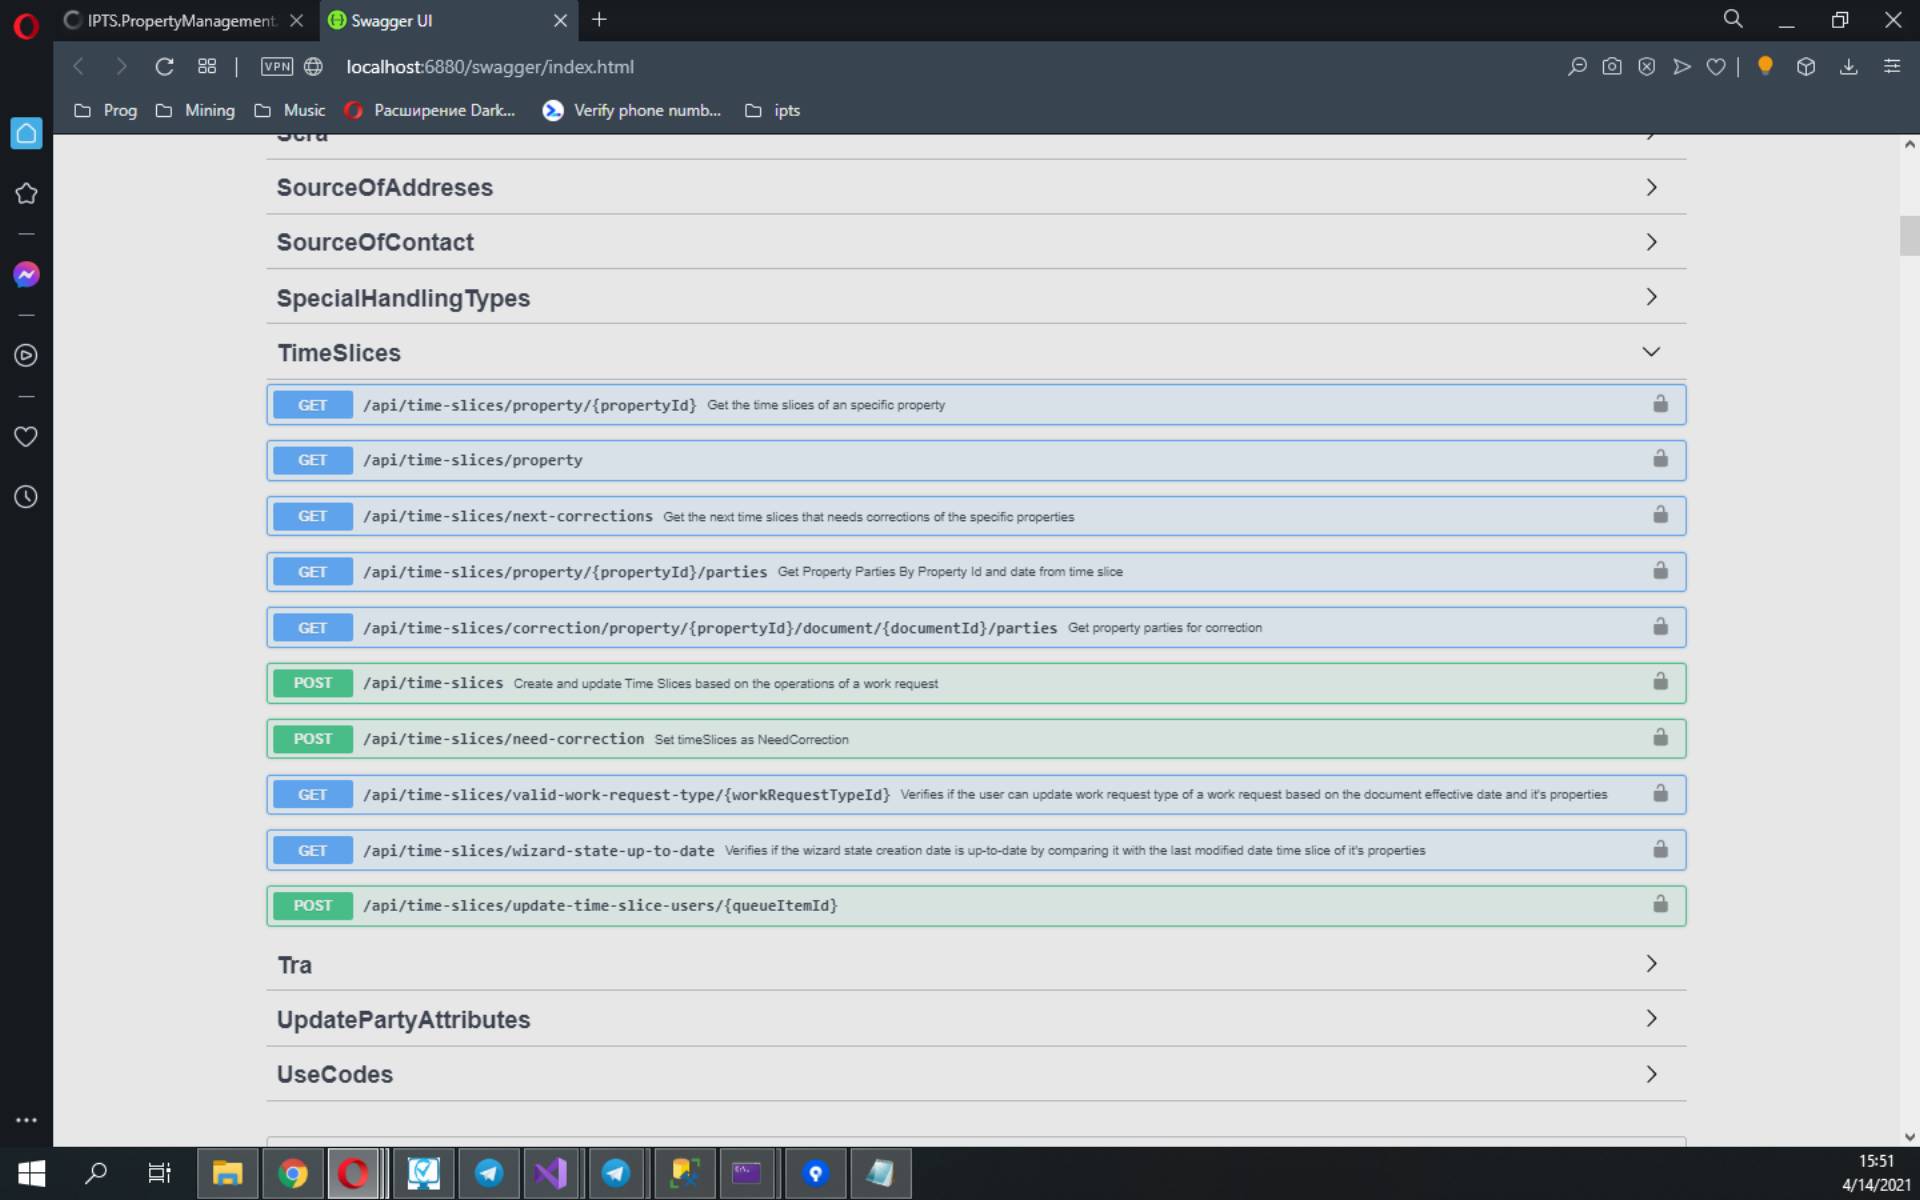 IPTS.PropertyManagement.
Swagger UI
VPN
localhost:6880/swagger/index.html
Prog
Mining
Music
Расширение Dark...
Verify phone numb...
ipts
Scra
SourceOfAddreses
SourceOfContact
SpecialHandlingTypes
TimeSlices
GET /api/time-slices/property/{propertyId} Get the time slices of an specific property
GET /api/time-slices/property
GET /api/time-slices/next-corrections Get the next time slices that needs corrections of the specific properties
GET /api/time-slices/property/{propertyId}/parties Get Property Parties By Property Id and date from time slice
GET /api/time-slices/correction/property/{propertyId}/document/{documentId}/parties Get property parties for correction
POST /api/time-slices Create and update Time Slices based on the operations of a work request
POST /api/time-slices/need-correction Set timeSlices as NeedCorrection
GET /api/time-slices/valid-work-request-type/{workRequestTypeId} Verifies if the user can update work request type of a work request based on the document effective date and it's properties
GET /api/time-slices/wizard-state-up-to-date Verifies if the wizard state creation date is up-to-date by comparing it with the last modified date time slice of it's properties
POST /api/time-slices/update-time-slice-users/{queueItemId}
Tra
UpdatePartyAttributes
UseCodes
15:51
4/14/2021